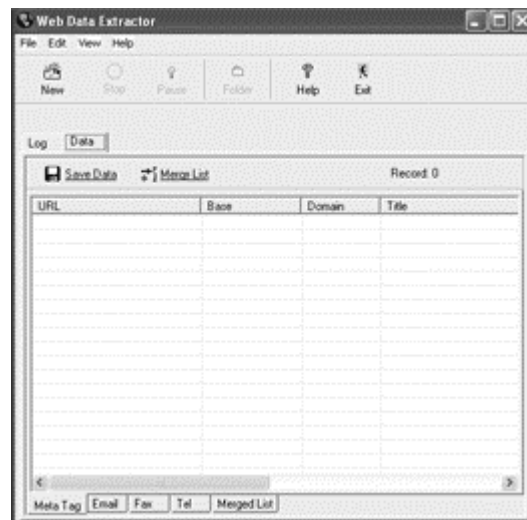 Web Data Extractor
File Edit View Help
New Stop Pause Folder Help Exit
Log Data
Save Data Merge List Record: 0
URL Base Domain Title
Meta Tag Email Fax Tel Merged List